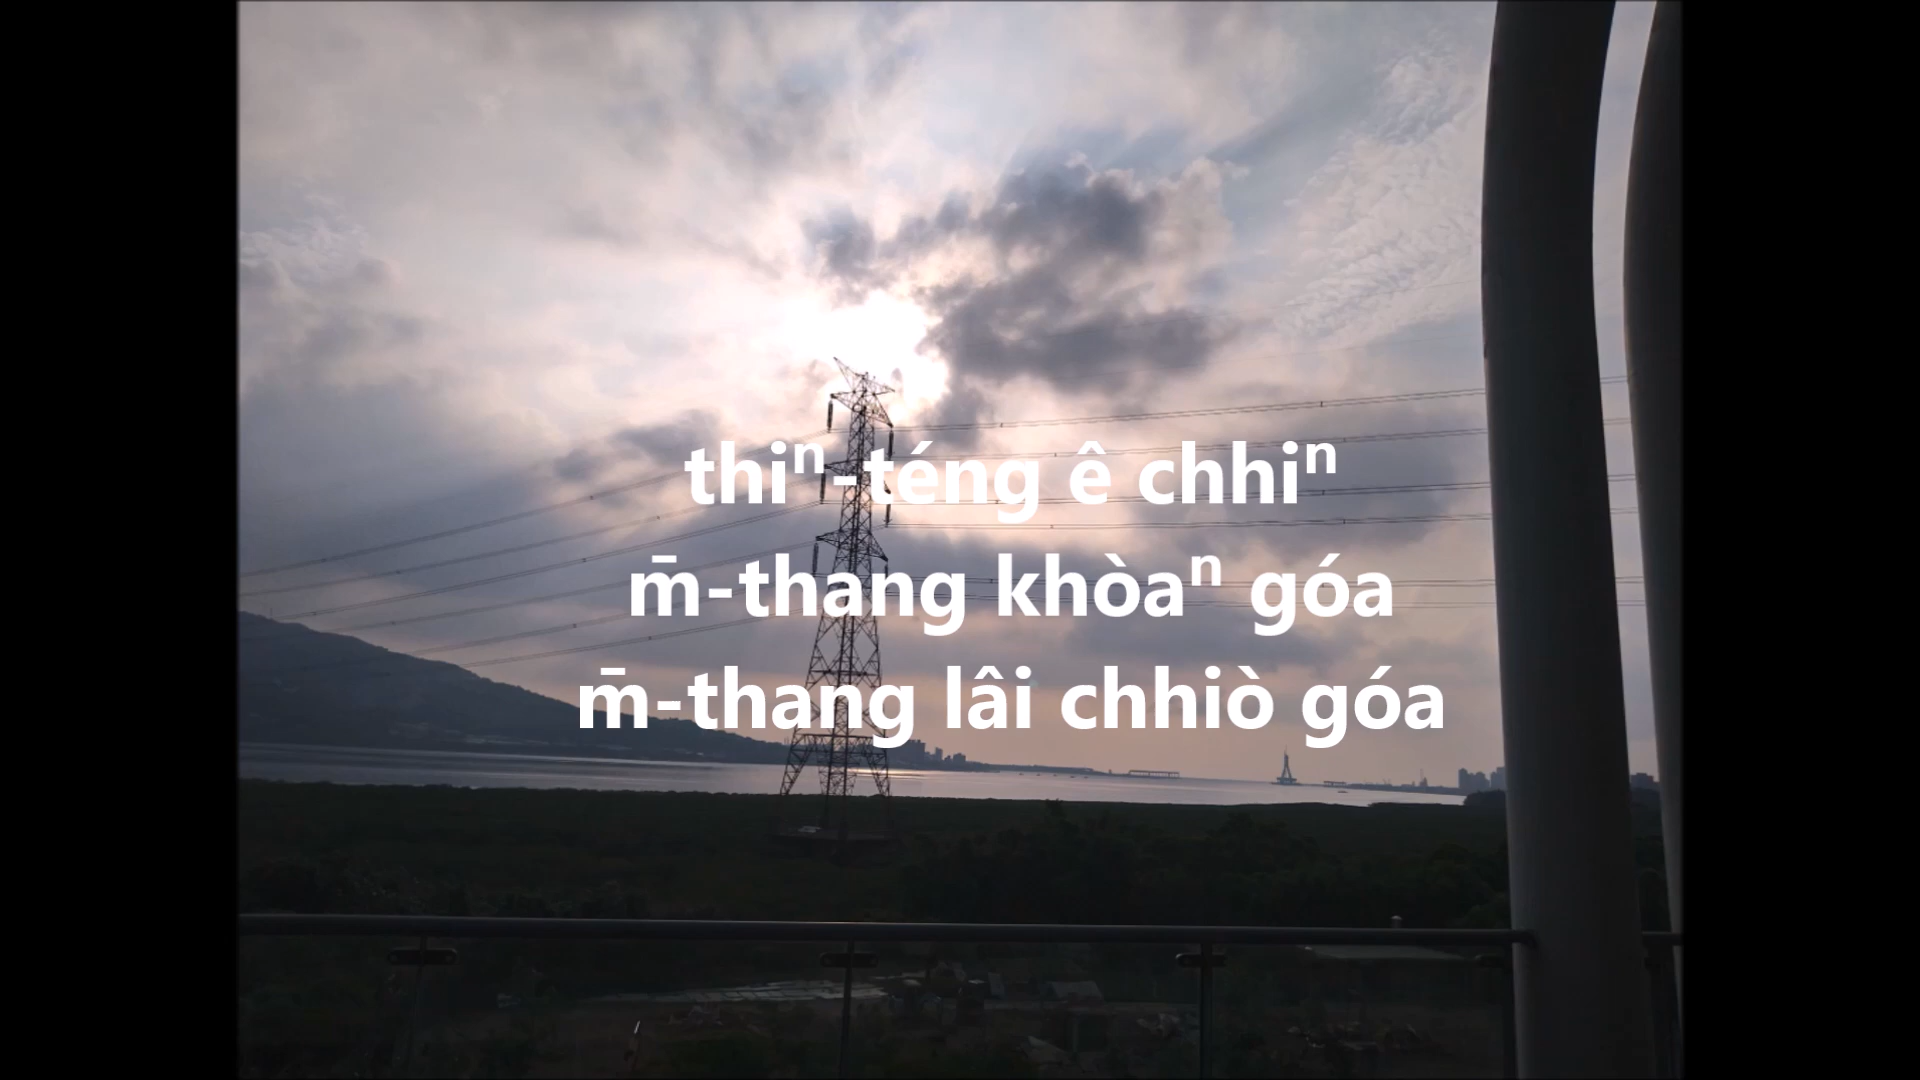 thiⁿ-téng ê chhiⁿ
m̄-thang khòaⁿ góa
m̄-thang lâi chhiò góa